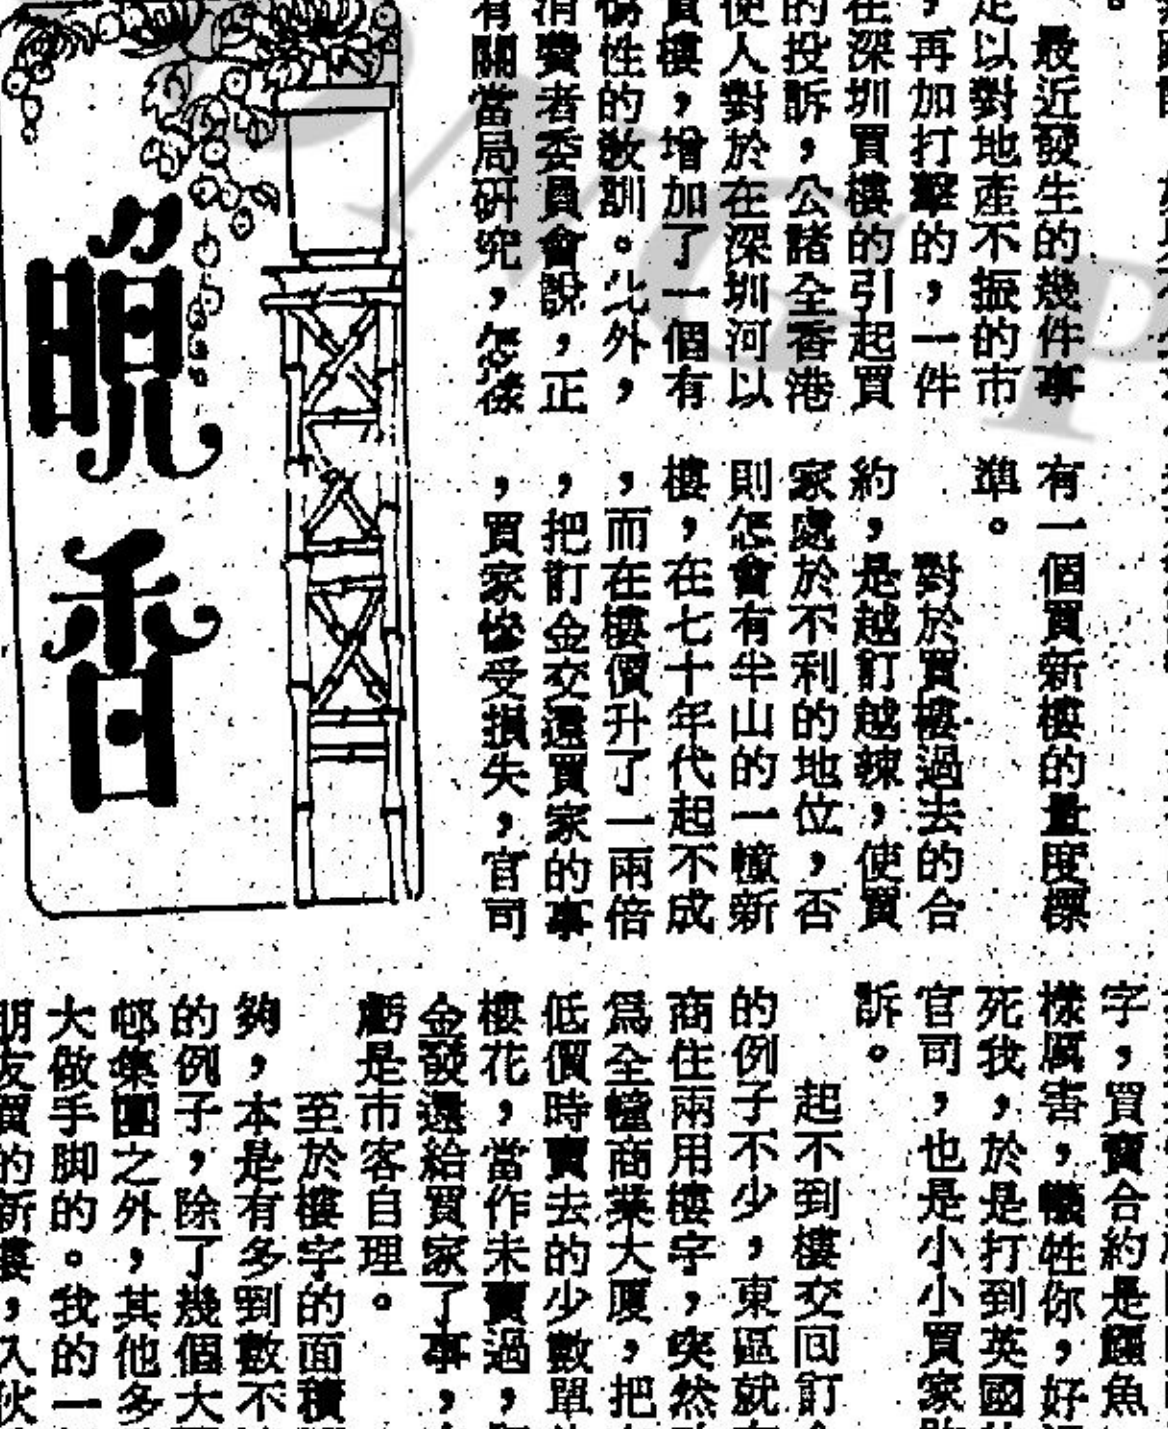 最近發生的幾件事
足以對地產不振的市
，再加打擊的，一件
在深圳買樓的引起買
的投訴，公諸全香港
使人對於在深圳河以
買樓，增加了一個有
性的教訓。此外，
消費者委員會說，正
有關當局研究，怎樣
有一個買新樓的量度標
準。
對於買樓過去的合
約，是越訂越辣，使買
家處於不利的地位，否
則怎會有半山的一幢新
樓，在七十年代起不成
，而在樓價升了一兩倍
，把訂金交還買家的事
，買家慘受損失，官司
字，買賣合約是鱷魚
樣厲害，犧牲你，好
死我，於是打到英國
官司，也是小小買家
訴。
起不到樓交回訂
的例子不少，東區就
商住兩用樓宇，突然
為全幢商業大廈，把
低價時賣去的少數單
樓花，當作未賣過，
金發還給買家了事，
虧是市客自理。
至於樓宇的面積
夠，本是有多到數不
的例子，除了幾個大
邨集團之外，其他多
大做手脚的。我的一
朋友買的新樓，入伙
晚香